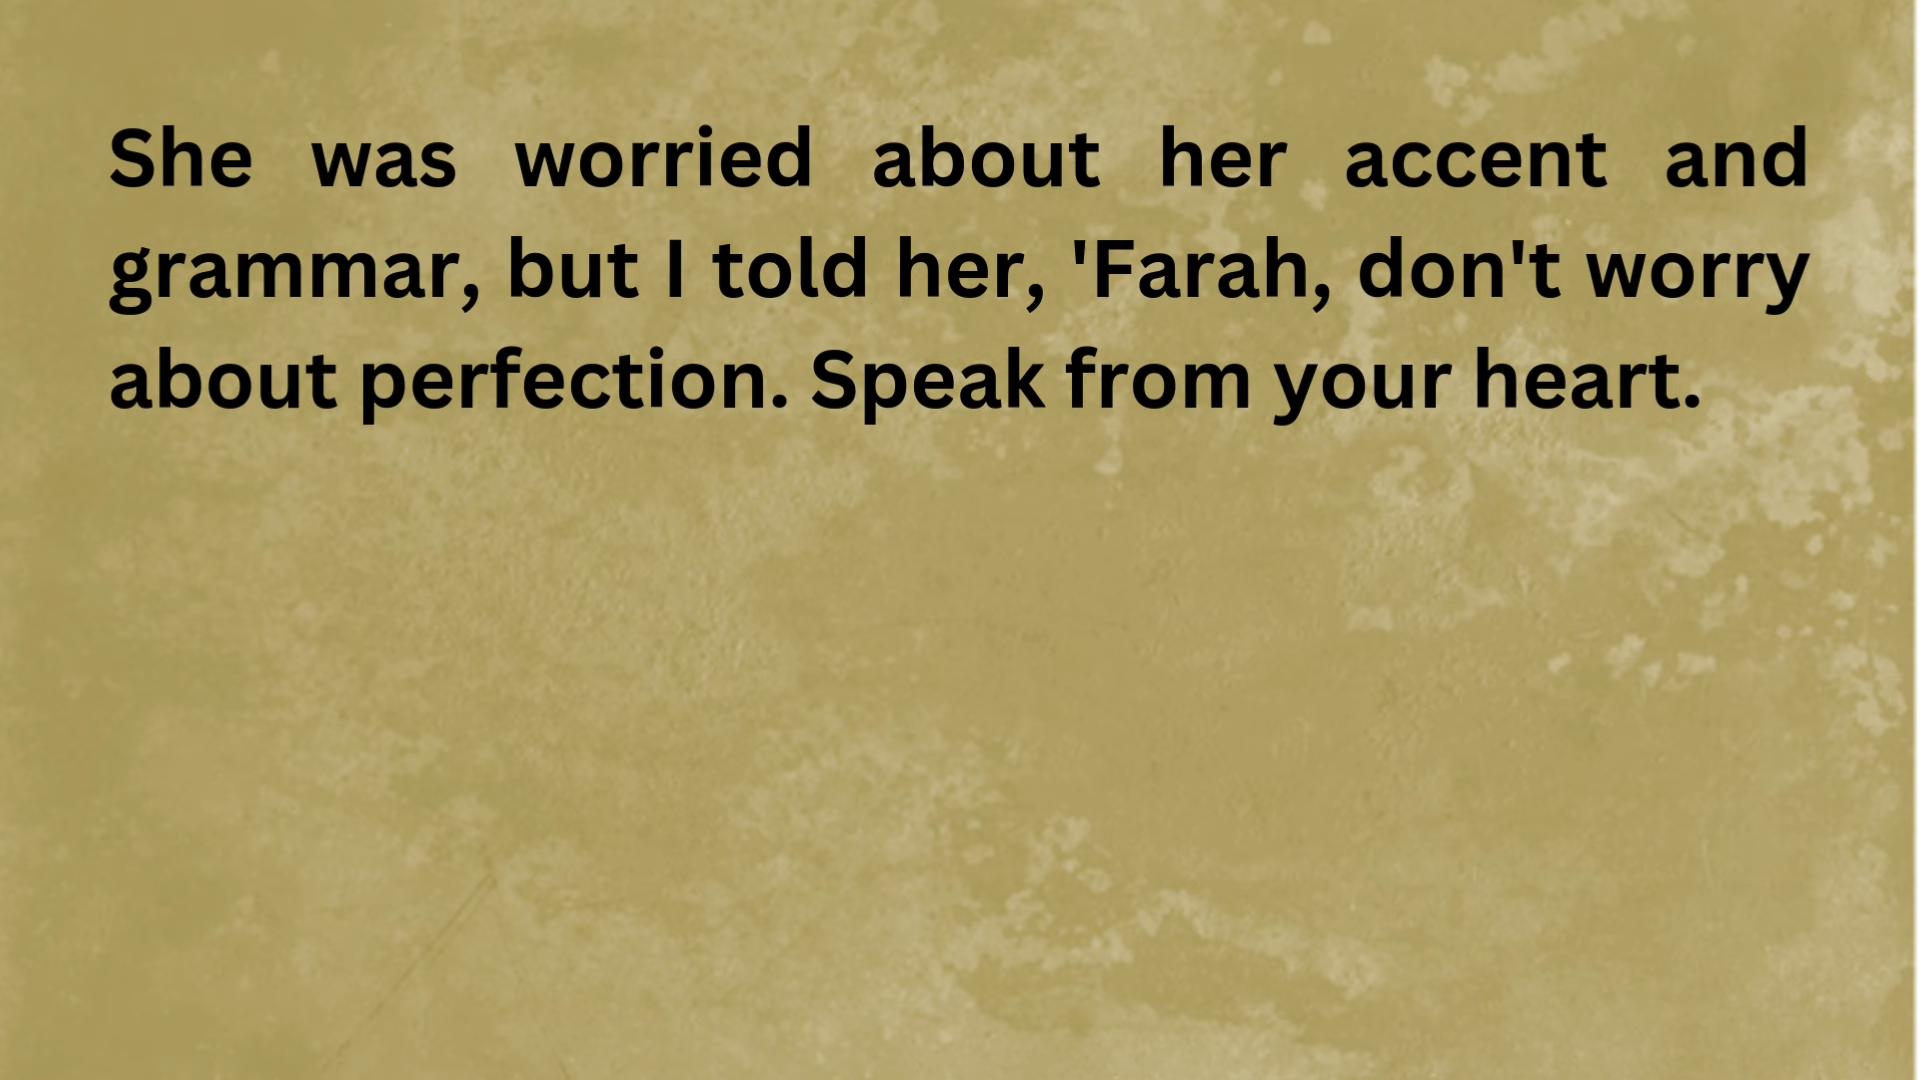 She was worried about her accent and
grammar, but I told her, 'Farah, don't worry
about perfection. Speak from your heart.